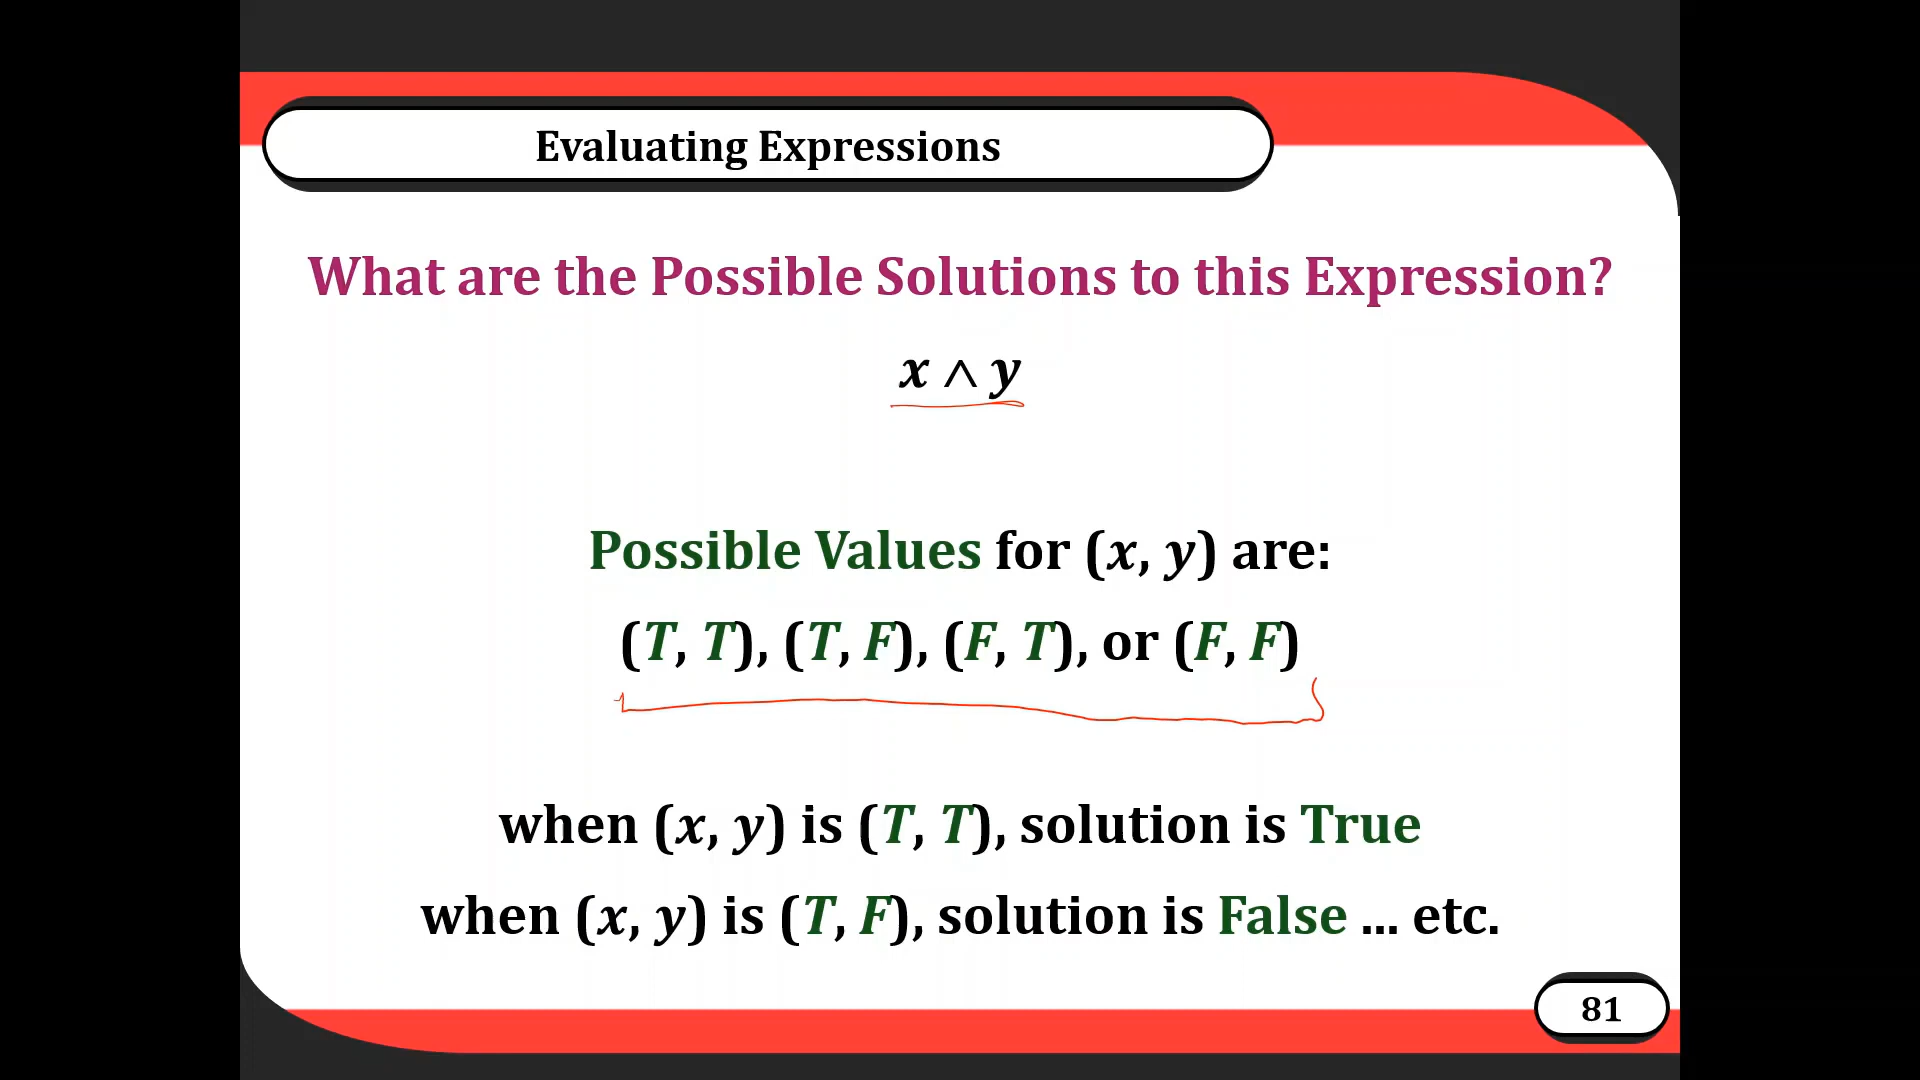 Evaluating Expressions
What are the Possible Solutions to this Expression?
x ∧ y
Possible Values for (x, y) are:
(T, T), (T, F), (F, T), or (F, F)
when (x, y) is (T, T), solution is True
when (x, y) is (T, F), solution is False ... etc.
81